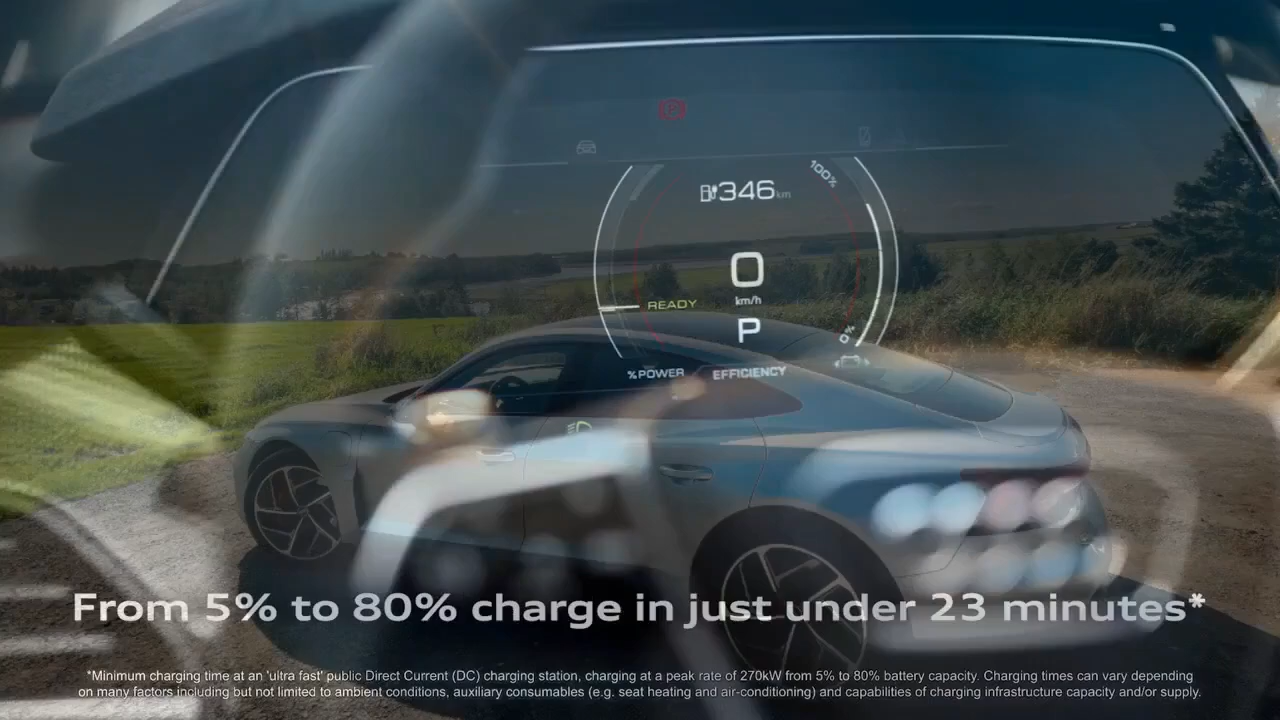 (P)
100%
346 km
0
km/h
READY
P
0%
%POWER EFFICIENCY
From 5% to 80% charge in just under 23 minutes*
*Minimum charging time at an 'ultra fast' public Direct Current (DC) charging station, charging at a peak rate of 270kW from 5% to 80% battery capacity. Charging times can vary depending
on many factors including but not limited to ambient conditions, auxiliary consumables (e.g. seat heating and air-conditioning) and capabilities of charging infrastructure capacity and/or supply.